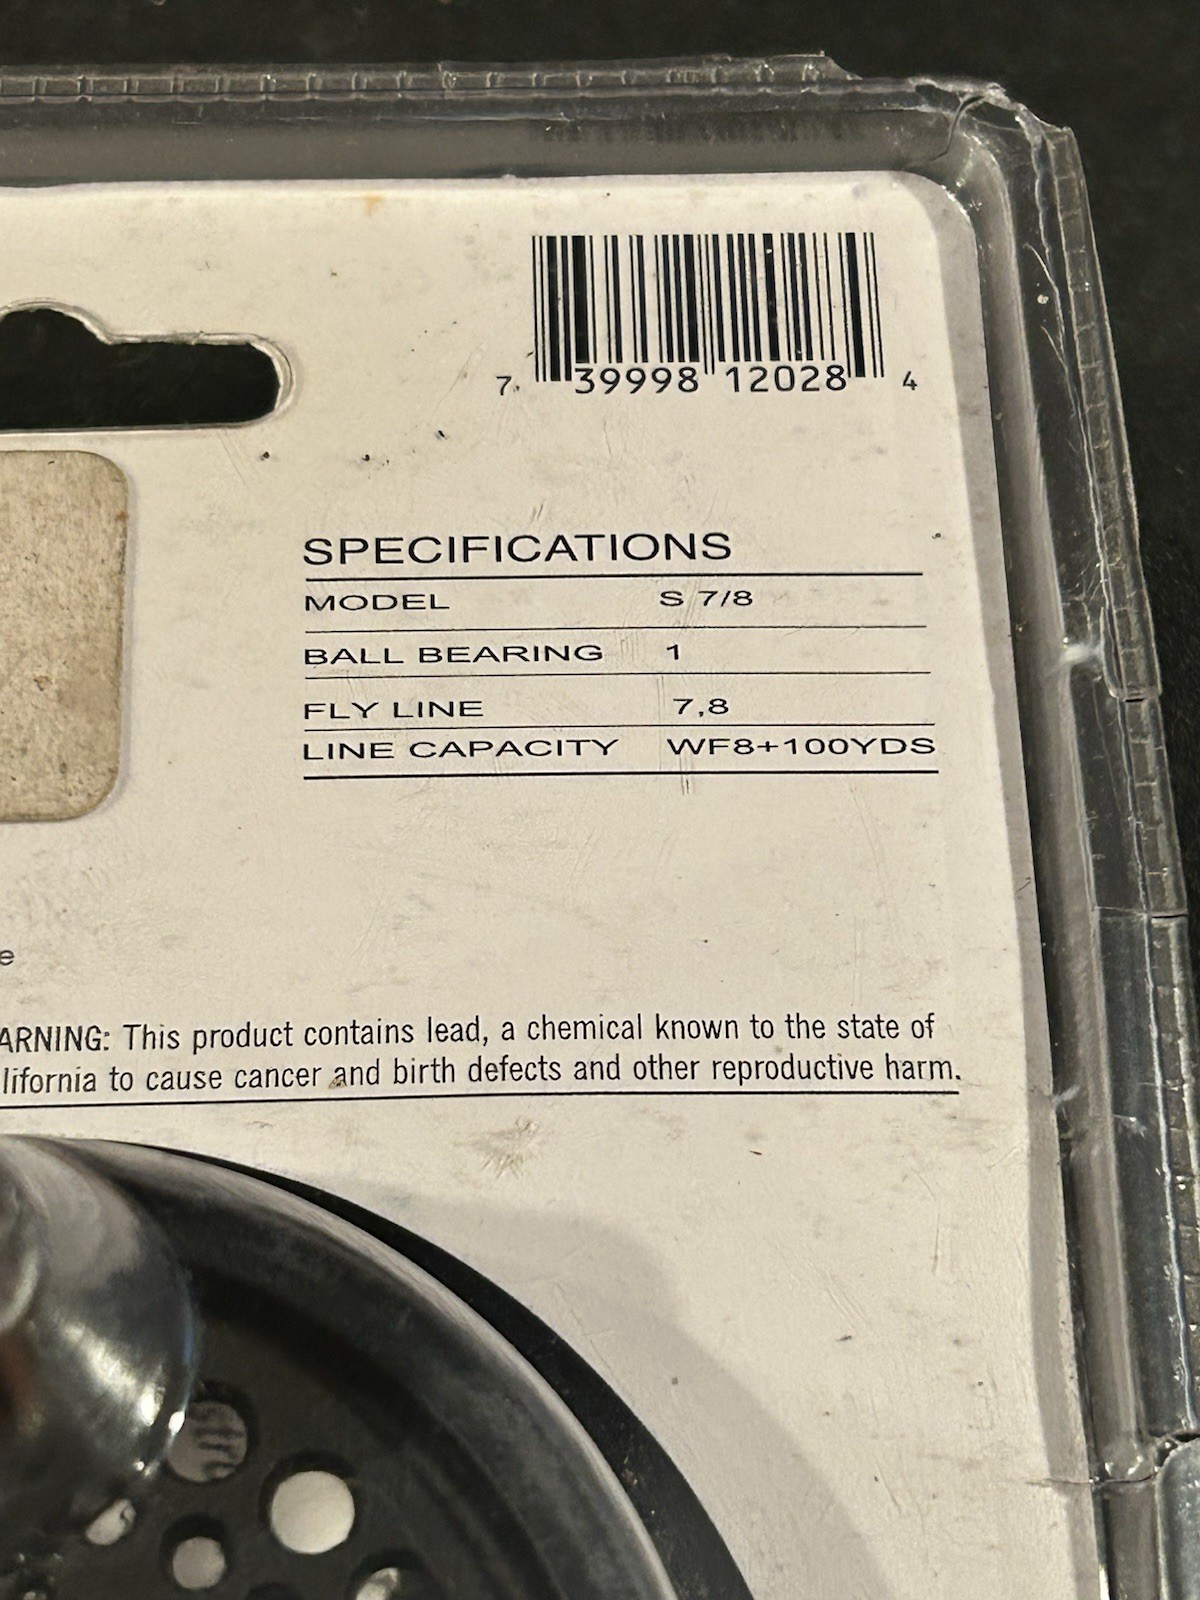 7 39998 12028 4
SPECIFICATIONS
MODEL S 7/8
BALL BEARING 1
FLY LINE 7,8
LINE CAPACITY WF8+100YDS
e
ARNING: This product contains lead, a chemical known to the state of
lifornia to cause cancer and birth defects and other reproductive harm.